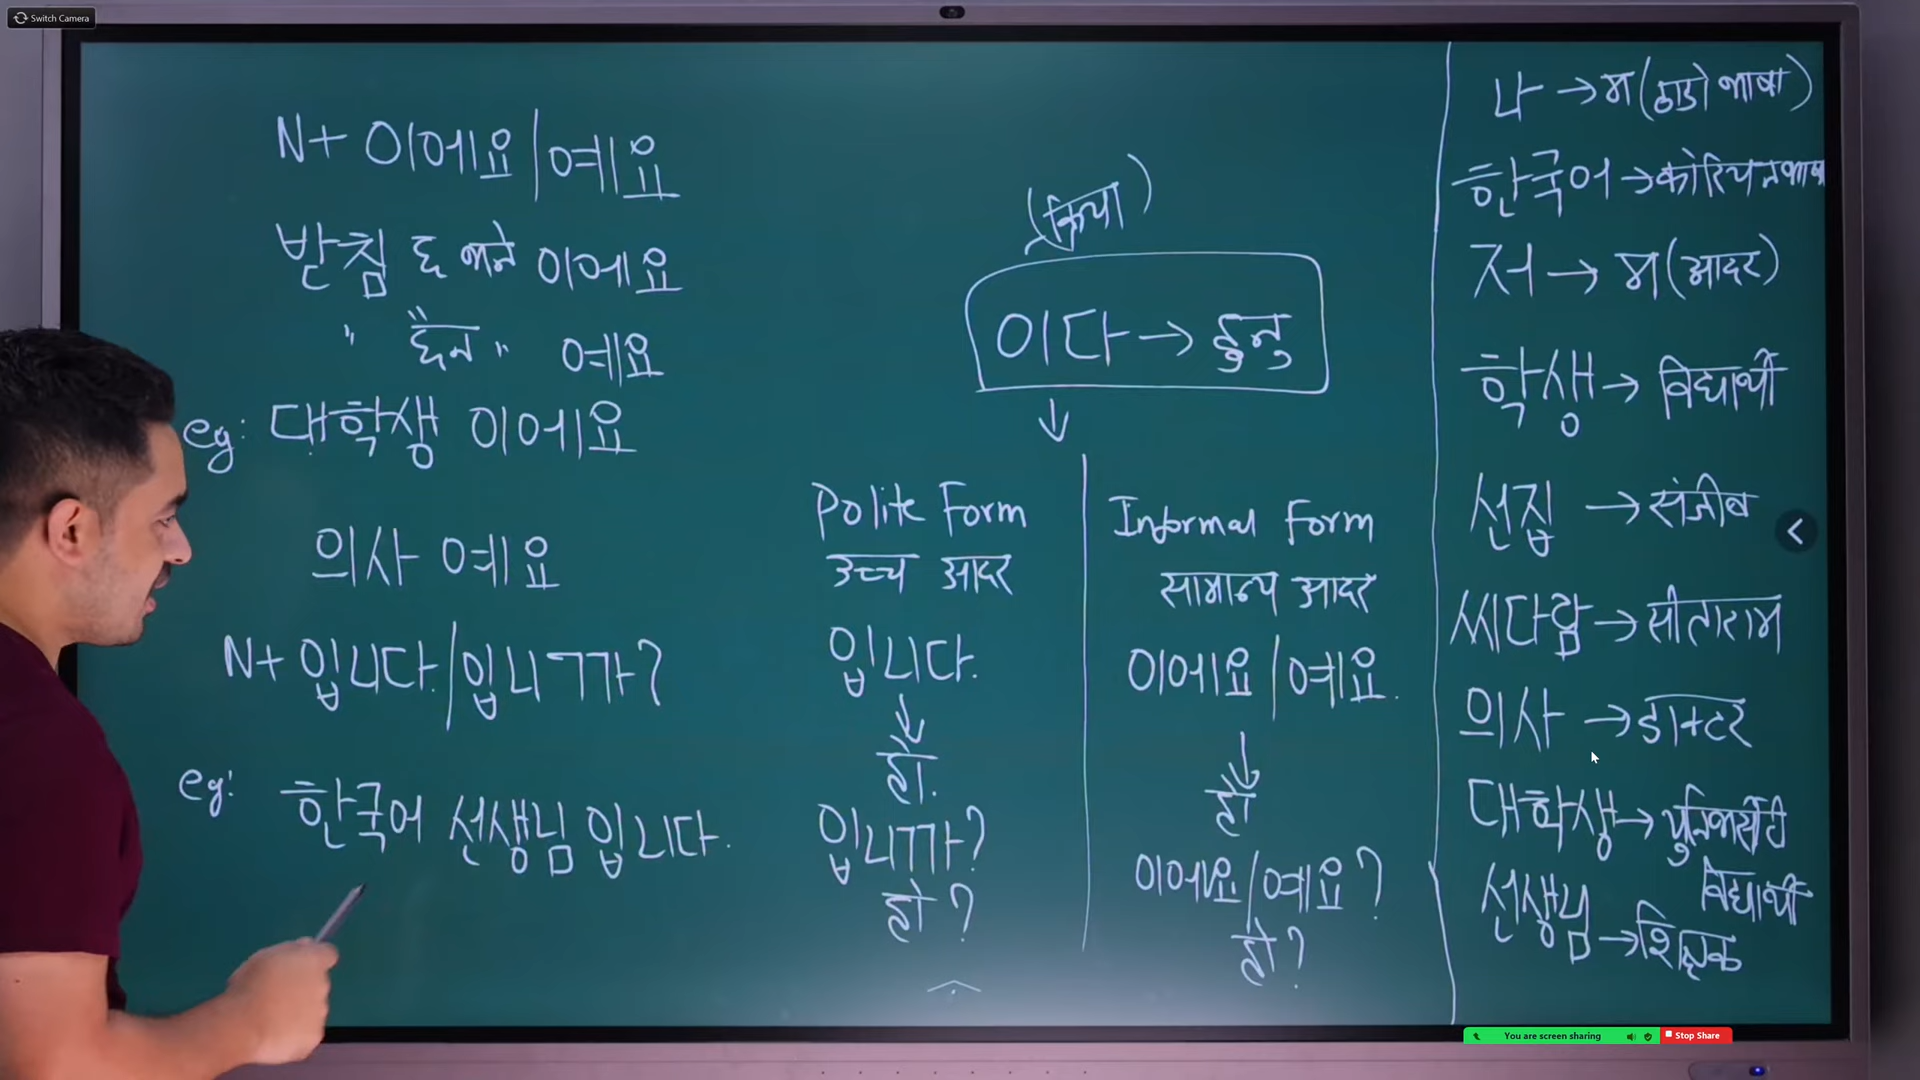 Switch Camera
N+ 이에요/예요
받침 छ भने 이에요
" छैन " 예요
eg: 대학생 이에요
의사 예요
N+ 입니다./입니까?
eg: 한국어 선생님 입니다.
(क्रिया)
이다 → हुनु
Polite Form
उच्च आदर
입니다.
हो.
입니까?
हो ?
Informal Form
सामान्य आदर
이에요/예요.
हो
이에요/예요?
हो ?
나 → म (ठाडो भाषा)
한국어 → कोरियन भाषा
저 → म (आदर)
학생 → विद्यार्थी
선집 → संजीब
씨다람 → सीताराम
의사 → डाक्टर
대학생 → युनिभर्सीटी
विद्यार्थी
선생님 → शिक्षक
You are screen sharing
Stop Share